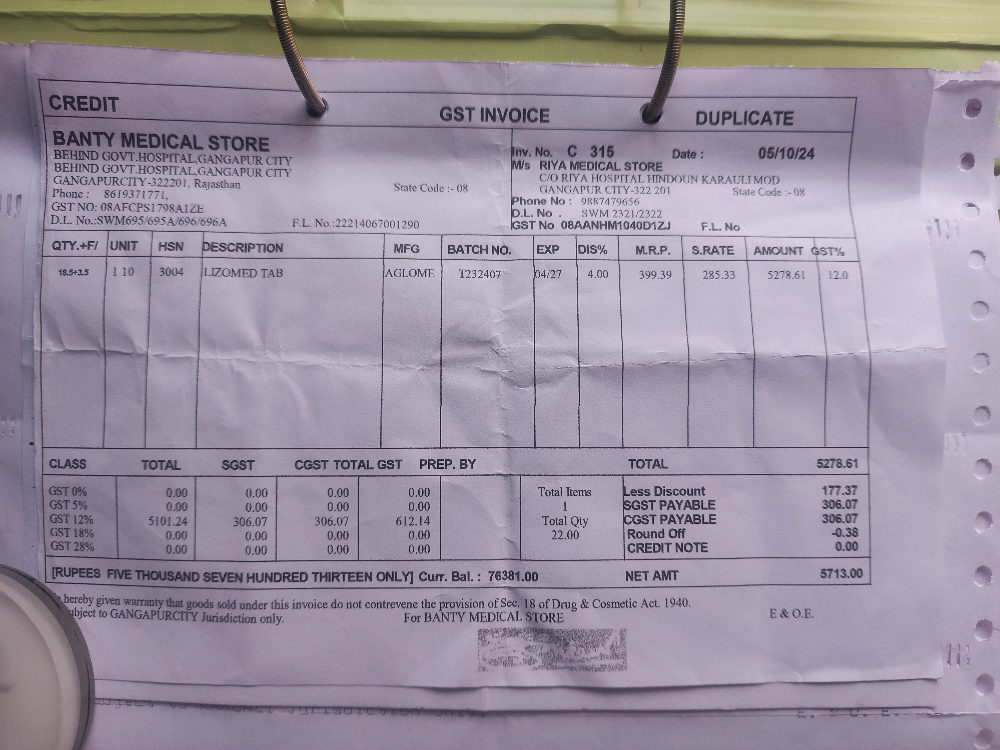 CREDIT GST INVOICE DUPLICATE
BANTY MEDICAL STORE
BEHIND GOVT.HOSPITAL.GANGAPUR CITY
BEHIND GOVT.HOSPITAL.GANGAPUR CITY
GANGAPURCITY-322201, Rajasthan
State Code :- 08
Phone : 8619371771,
GST NO: 08AFCPS1798A1ZE
D.L. No.:SWM695/695A/696/696A F.L. No.:22214067001290
Inv. No. C 315 Date : 05/10/24
M/s RIYA MEDICAL STORE
C/O RIYA HOSPITAL HINDOUN KARAULI MOD
GANGAPUR CITY-322 201 State Code :- 08
Phone No : 9887479656
D.L. No . SWM 2321/2322
GST No 08AANHM1040D1ZJ F.L. No
QTY.+F/ UNIT HSN DESCRIPTION MFG BATCH NO. EXP DIS% M.R.P. S.RATE AMOUNT GST%
18.5+3.5 1 10 3004 LIZOMED TAB AGLOME T232407 04/27 4.00 399.39 285.33 5278.61 12.0
CLASS TOTAL SGST CGST TOTAL GST PREP. BY TOTAL 5278.61
GST 0% 0.00 0.00 0.00 0.00 Total Items Less Discount 177.37
GST 5% 0.00 0.00 0.00 0.00 1 SGST PAYABLE 306.07
GST 12% 5101.24 306.07 306.07 612.14 Total Qty CGST PAYABLE 306.07
GST 18% 0.00 0.00 0.00 0.00 22.00 Round Off -0.38
GST 28% 0.00 0.00 0.00 0.00 CREDIT NOTE 0.00
[RUPEES FIVE THOUSAND SEVEN HUNDRED THIRTEEN ONLY] Curr. Bal. : 76381.00 NET AMT 5713.00
hereby given warranty that goods sold under this invoice do not contrevene the provision of Sec. 18 of Drug & Cosmetic Act. 1940.
bject to GANGAPURCITY Jurisdiction only. For BANTY MEDICAL STORE E & O.E.